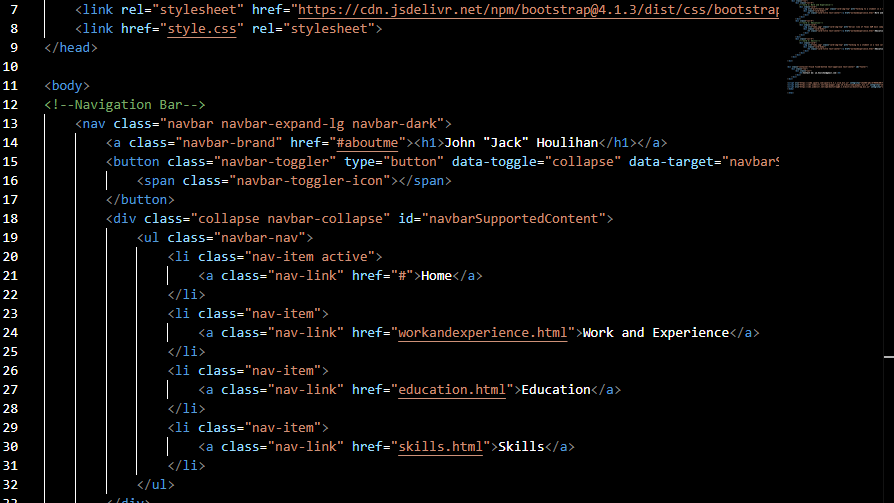 7 <link rel="stylesheet" href="https://cdn.jsdelivr.net/npm/bootstrap@4.1.3/dist/css/bootstrap
8 <link href="style.css" rel="stylesheet">
9 </head>
10
11 <body>
12 <!--Navigation Bar-->
13 <nav class="navbar navbar-expand-lg navbar-dark">
14 <a class="navbar-brand" href="#aboutme"><h1>John "Jack" Houlihan</h1></a>
15 <button class="navbar-toggler" type="button" data-toggle="collapse" data-target="navbarS
16 <span class="navbar-toggler-icon"></span>
17 </button>
18 <div class="collapse navbar-collapse" id="navbarSupportedContent">
19 <ul class="navbar-nav">
20 <li class="nav-item active">
21 <a class="nav-link" href="#">Home</a>
22 </li>
23 <li class="nav-item">
24 <a class="nav-link" href="workandexperience.html">Work and Experience</a>
25 </li>
26 <li class="nav-item">
27 <a class="nav-link" href="education.html">Education</a>
28 </li>
29 <li class="nav-item">
30 <a class="nav-link" href="skills.html">Skills</a>
31 </li>
32 </ul>
33 </div>